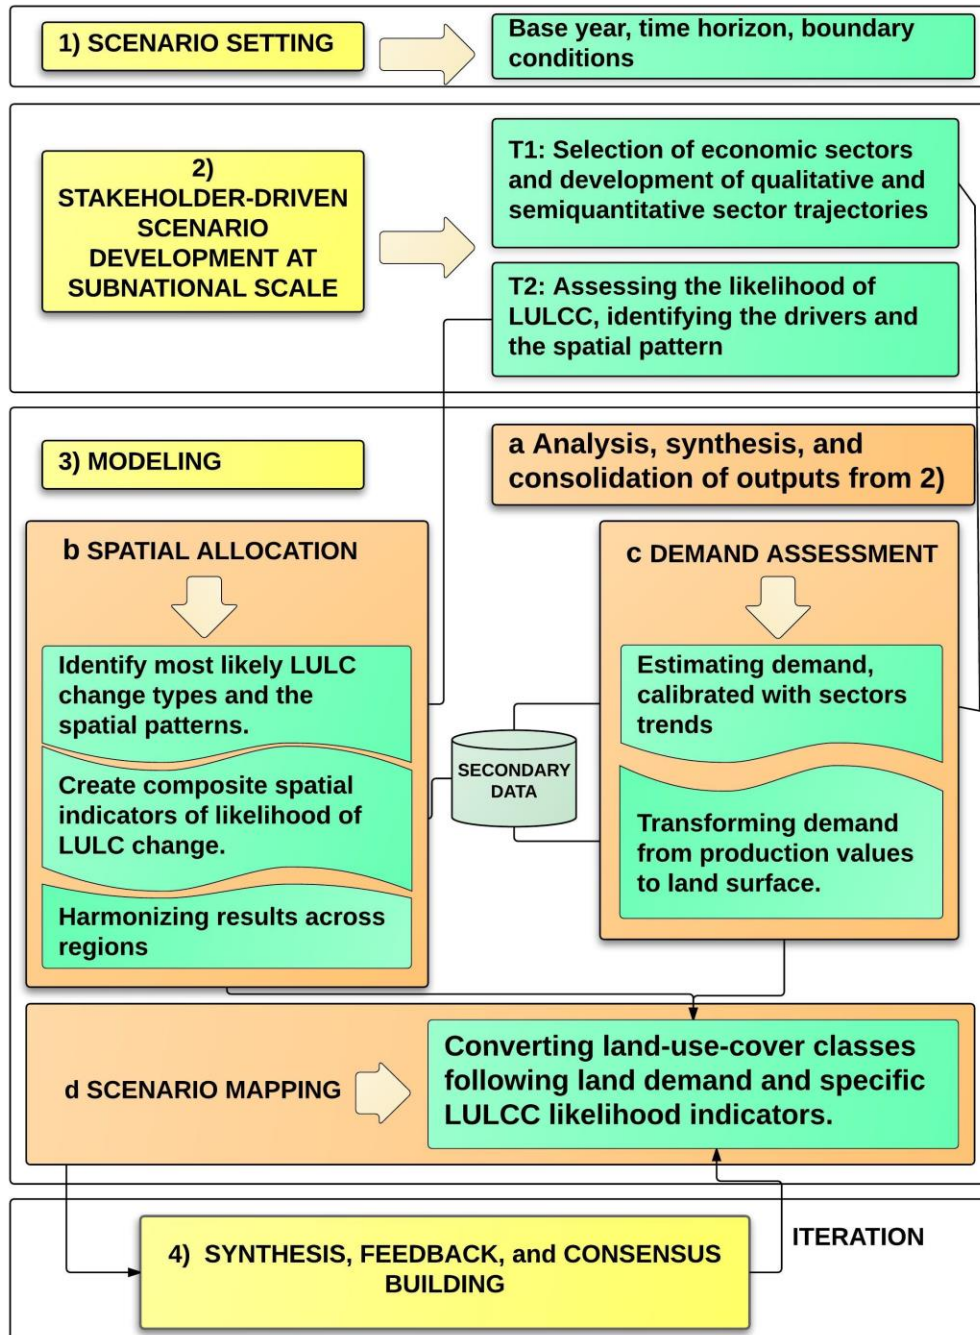 1) SCENARIO SETTING
Base year, time horizon, boundary
conditions
2)
STAKEHOLDER-DRIVEN
SCENARIO
DEVELOPMENT AT
SUBNATIONAL SCALE
T1: Selection of economic sectors
and development of qualitative and
semiquantitative sector trajectories
T2: Assessing the likelihood of
LULCC, identifying the drivers and
the spatial pattern
3) MODELING
a Analysis, synthesis, and
consolidation of outputs from 2)
b SPATIAL ALLOCATION
Identify most likely LULC
change types and the
spatial patterns.
Create composite spatial
indicators of likelihood of
LULC change.
Harmonizing results across
regions
SECONDARY
DATA
c DEMAND ASSESSMENT
Estimating demand,
calibrated with sectors
trends
Transforming demand
from production values
to land surface.
d SCENARIO MAPPING
Converting land-use-cover classes
following land demand and specific
LULCC likelihood indicators.
4) SYNTHESIS, FEEDBACK, and CONSENSUS
BUILDING
ITERATION